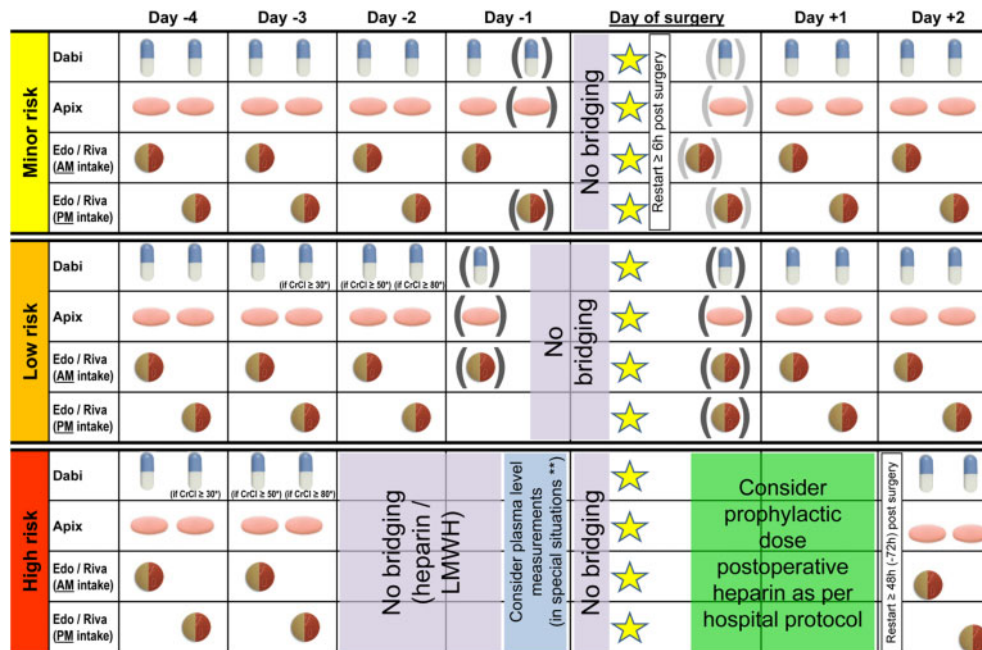 Day -4 Day -3 Day -2 Day -1 Day of surgery Day +1 Day +2
Minor risk
Dabi
Apix
Edo / Riva
(AM intake)
Edo / Riva
(PM intake)
No bridging
Restart ≥ 6h post surgery
Low risk
Dabi
(if CrCl ≥ 30*) (if CrCl ≥ 50*) (if CrCl ≥ 80*)
Apix
Edo / Riva
(AM intake)
Edo / Riva
(PM intake)
No
bridging
High risk
Dabi
(if CrCl ≥ 30*) (if CrCl ≥ 50*) (if CrCl ≥ 80*)
Apix
Edo / Riva
(AM intake)
Edo / Riva
(PM intake)
No bridging
(heparin /
LMWH)
Consider plasma level
measurements
(in special situations **)
No bridging
Consider
prophylactic
dose
postoperative
heparin as per
hospital protocol
Restart ≥ 48h (-72h) post surgery